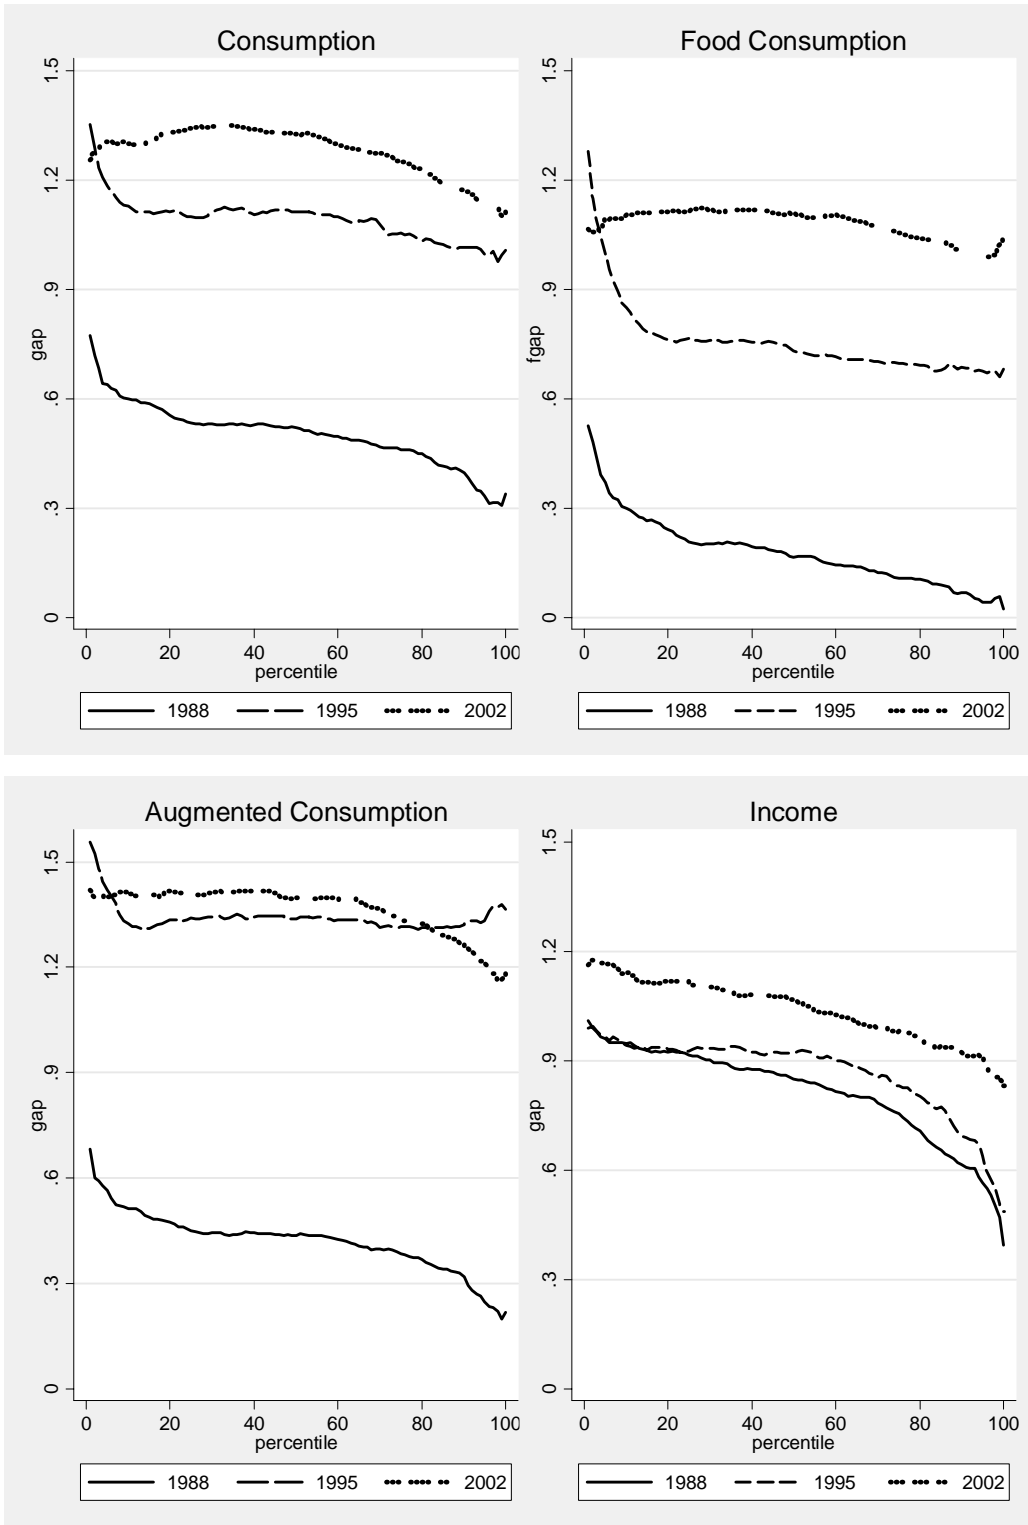 Consumption
Food Consumption
1.5
1.2
.9
.6
.3
0
gap
0 20 40 60 80 100
percentile
1988 1995 2002
1.5
1.2
.9
.6
.3
0
fgap
0 20 40 60 80 100
percentile
1988 1995 2002
Augmented Consumption
Income
1.5
1.2
.9
.6
.3
0
gap
0 20 40 60 80 100
percentile
1988 1995 2002
1.5
1.2
.9
.6
.3
0
gap
0 20 40 60 80 100
percentile
1988 1995 2002